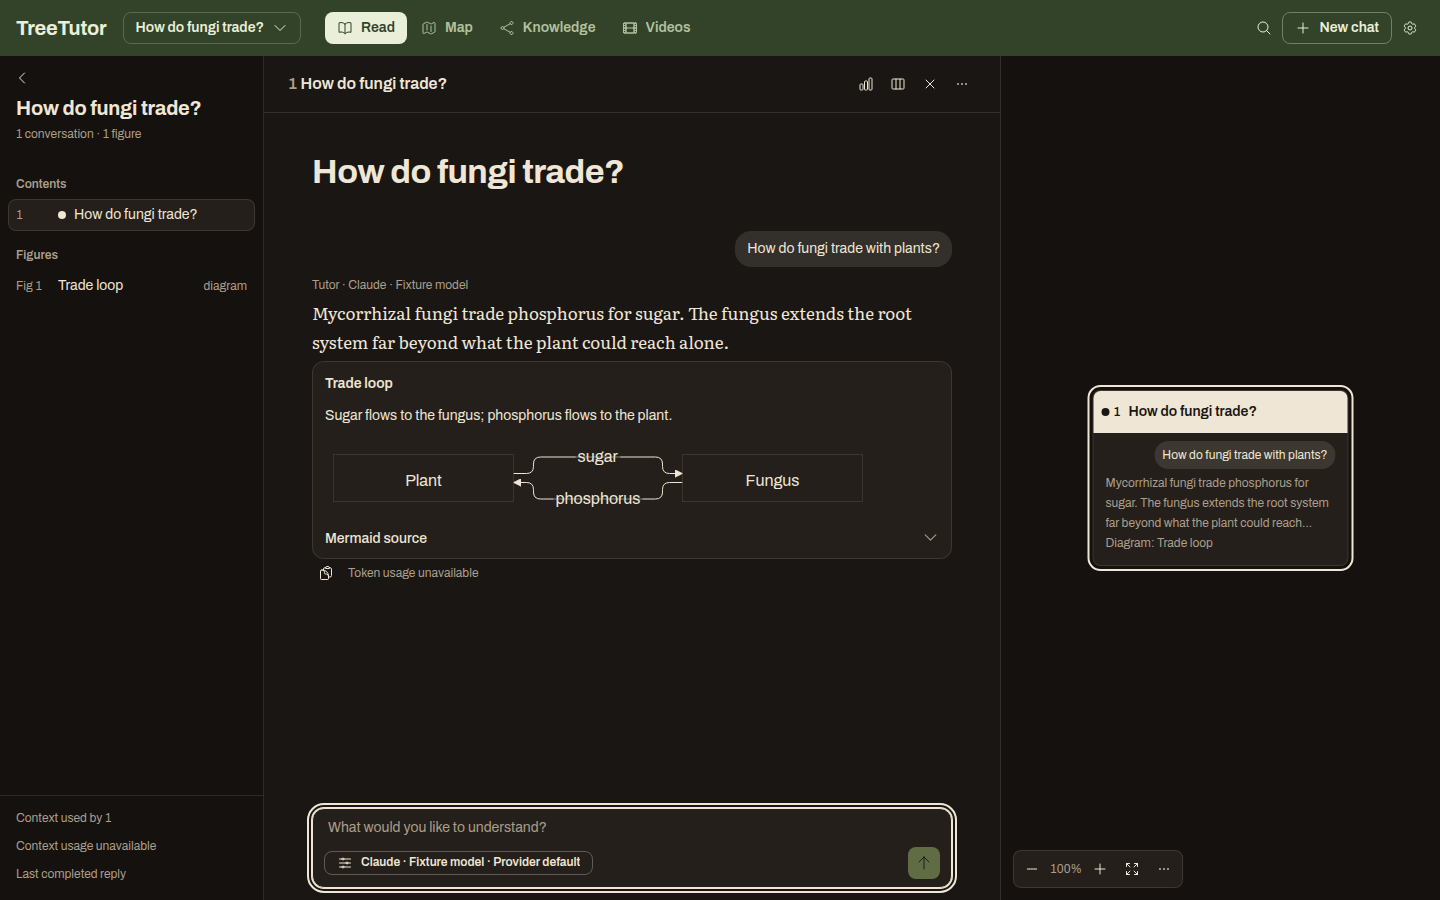 TreeTutor
How do fungi trade?
Read
Map
Knowledge
Videos
New chat
How do fungi trade?
1 conversation · 1 figure
Contents
1 How do fungi trade?
Figures
Fig 1 Trade loop diagram
Context used by 1
Context usage unavailable
Last completed reply
1 How do fungi trade?
How do fungi trade?
How do fungi trade with plants?
Tutor · Claude · Fixture model
Mycorrhizal fungi trade phosphorus for sugar. The fungus extends the root
system far beyond what the plant could reach alone.
Trade loop
Sugar flows to the fungus; phosphorus flows to the plant.
sugar
Plant
Fungus
phosphorus
Mermaid source
Token usage unavailable
What would you like to understand?
Claude · Fixture model · Provider default
1 How do fungi trade?
How do fungi trade with plants?
Mycorrhizal fungi trade phosphorus for
sugar. The fungus extends the root system
far beyond what the plant could reach…
Diagram: Trade loop
100%